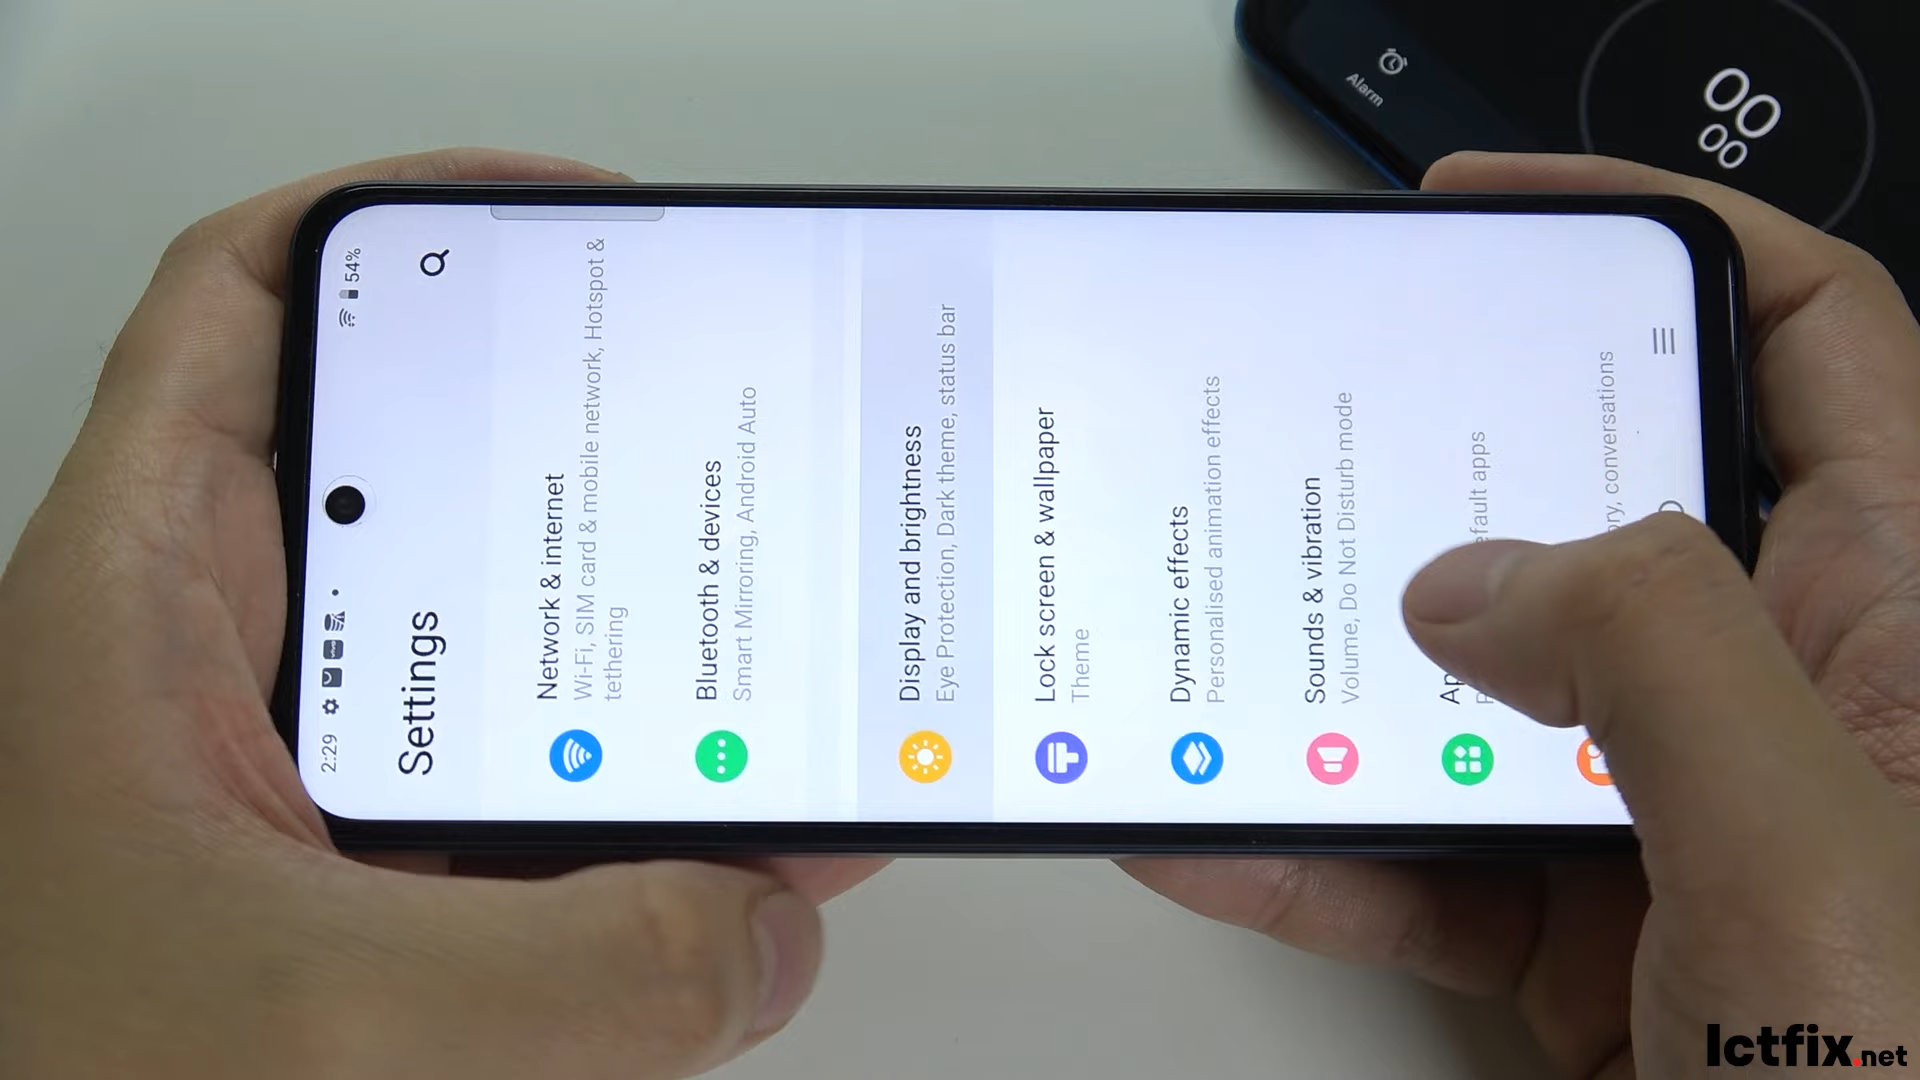 2:29
54%
Settings
Network & internet
Wi-Fi, SIM card & mobile network, Hotspot &
tethering
Bluetooth & devices
Smart Mirroring, Android Auto
Display and brightness
Eye Protection, Dark theme, status bar
Lock screen & wallpaper
Theme
Dynamic effects
Personalised animation effects
Sounds & vibration
Volume, Do Not Disturb mode
apps
conversations
Alarm
00
00
Ictfix.net